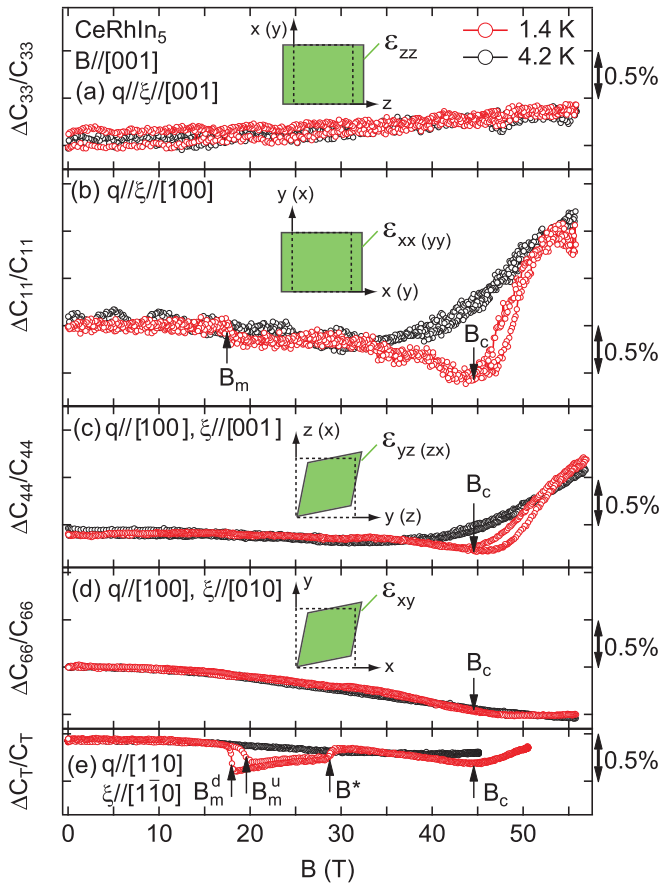 CeRhIn5
B//[001]
(a) q//ξ//[001]
x (y)
z
εzz
1.4 K
4.2 K
0.5%
ΔC33/C33
(b) q//ξ//[100]
y (x)
x (y)
εxx (yy)
Bm
Bc
0.5%
ΔC11/C11
(c) q//[100], ξ//[001]
z (x)
y (z)
εyz (zx)
Bc
0.5%
ΔC44/C44
(d) q//[100], ξ//[010]
y
x
εxy
Bc
0.5%
ΔC66/C66
(e) q//[110]
ξ//[11̄0]
Bmd
Bmu
B*
Bc
0.5%
ΔCT/CT
0 10 20 30 40 50
B (T)